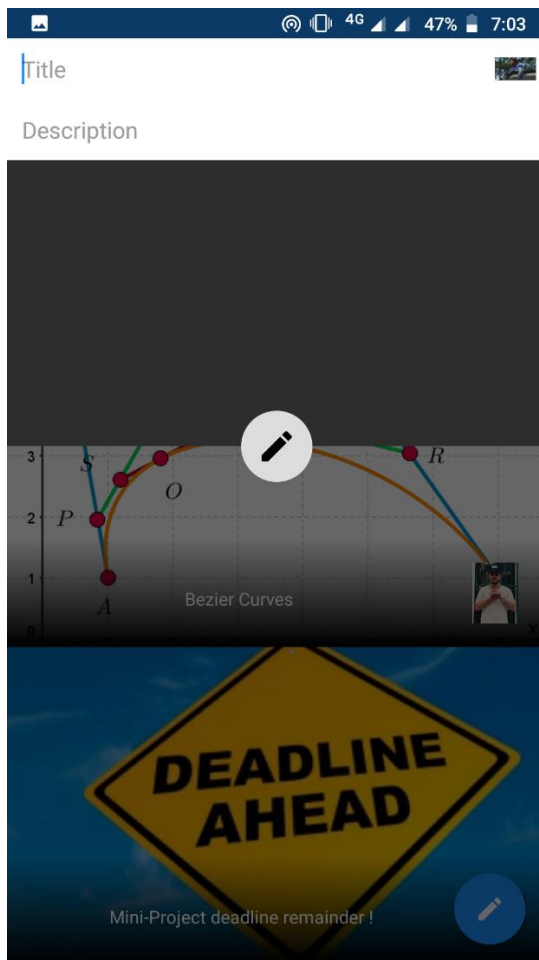 4G 47% 7:03
Title
Description
3
S
R
O
P
2
1
A
Bezier Curves
0
X
DEADLINE
AHEAD
Mini-Project deadline remainder !